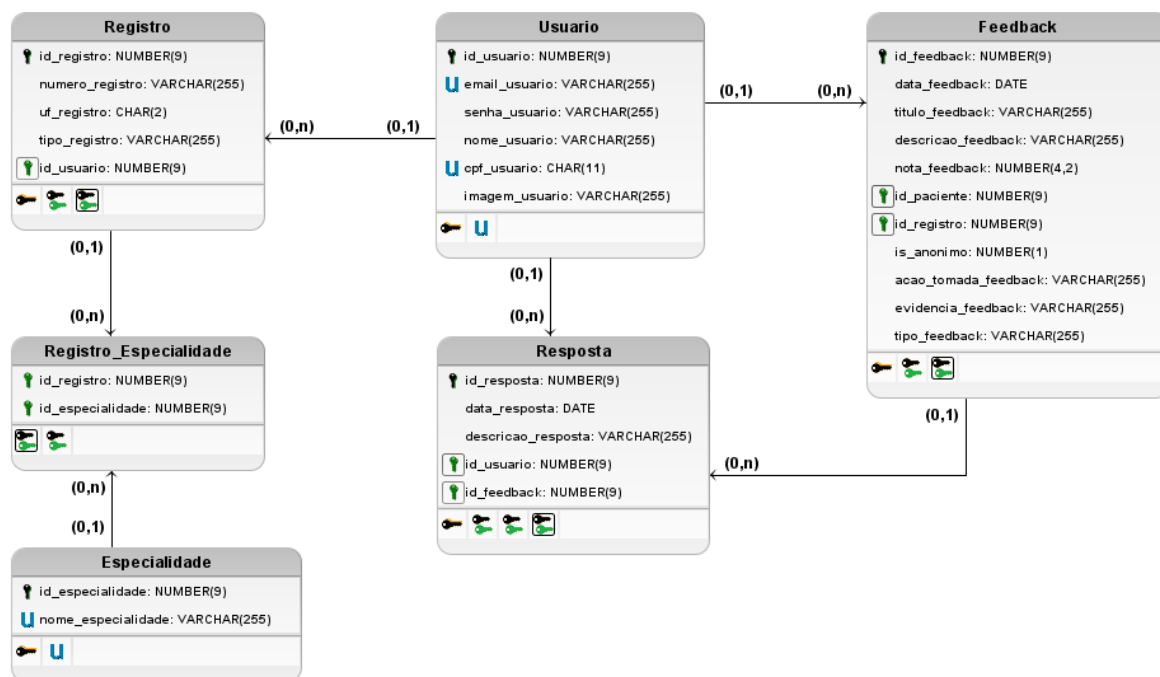 Registro
id_registro: NUMBER(9)
numero_registro: VARCHAR(255)
uf_registro: CHAR(2)
tipo_registro: VARCHAR(255)
id_usuario: NUMBER(9)
(0,n)
(0,1)
Usuario
id_usuario: NUMBER(9)
U email_usuario: VARCHAR(255)
senha_usuario: VARCHAR(255)
nome_usuario: VARCHAR(255)
U cpf_usuario: CHAR(11)
imagem_usuario: VARCHAR(255)
U
(0,1)
(0,n)
Feedback
id_feedback: NUMBER(9)
data_feedback: DATE
titulo_feedback: VARCHAR(255)
descricao_feedback: VARCHAR(255)
nota_feedback: NUMBER(4,2)
id_paciente: NUMBER(9)
id_registro: NUMBER(9)
is_anonimo: NUMBER(1)
acao_tomada_feedback: VARCHAR(255)
evidencia_feedback: VARCHAR(255)
tipo_feedback: VARCHAR(255)
(0,1)
(0,n)
(0,1)
(0,n)
(0,1)
(0,n)
Registro_Especialidade
id_registro: NUMBER(9)
id_especialidade: NUMBER(9)
Resposta
id_resposta: NUMBER(9)
data_resposta: DATE
descricao_resposta: VARCHAR(255)
id_usuario: NUMBER(9)
id_feedback: NUMBER(9)
(0,n)
(0,1)
Especialidade
id_especialidade: NUMBER(9)
U nome_especialidade: VARCHAR(255)
U